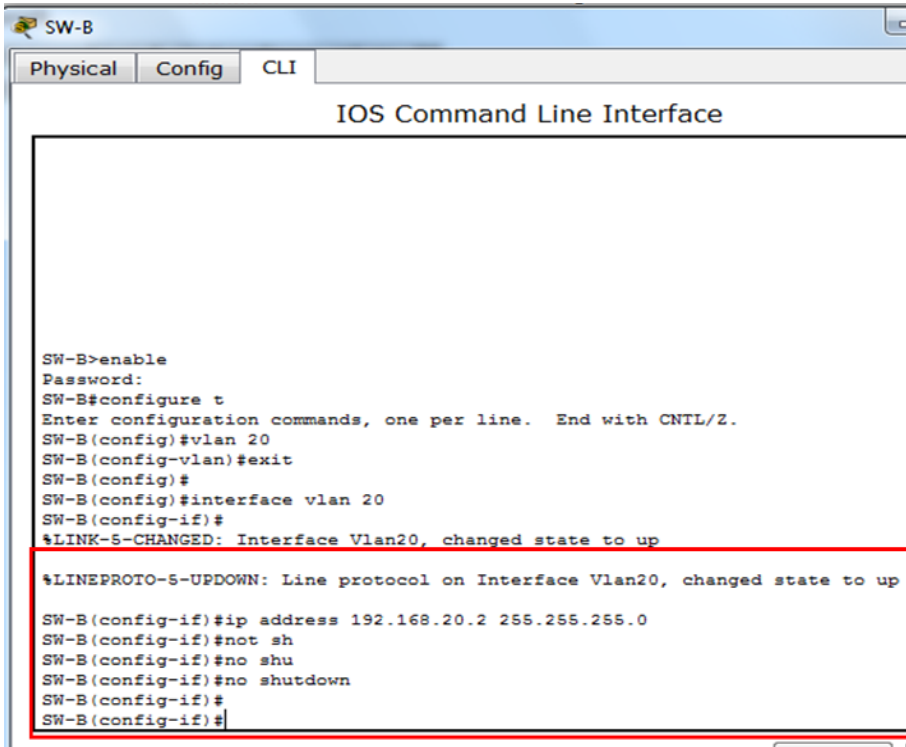 SW-B
Physical Config CLI
IOS Command Line Interface
SW-B>enable
Password:
SW-B#configure t
Enter configuration commands, one per line.  End with CNTL/Z.
SW-B(config)#vlan 20
SW-B(config-vlan)#exit
SW-B(config)#
SW-B(config)#interface vlan 20
SW-B(config-if)#
%LINK-5-CHANGED: Interface Vlan20, changed state to up
%LINEPROTO-5-UPDOWN: Line protocol on Interface Vlan20, changed state to up
SW-B(config-if)#ip address 192.168.20.2 255.255.255.0
SW-B(config-if)#not sh
SW-B(config-if)#no shu
SW-B(config-if)#no shutdown
SW-B(config-if)#
SW-B(config-if)#